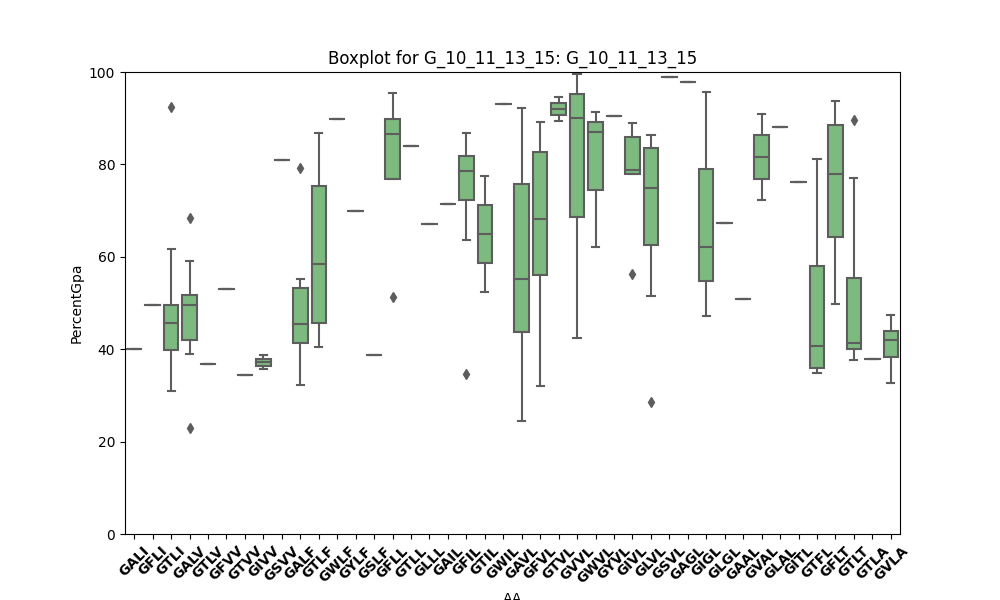 Boxplot for G_10_11_13_15: G_10_11_13_15
PercentGpa
100
80
60
40
20
0
GALI GFLI GTLI GALV GTLV GFVV GTVV GIVV GSVV GALF GTLF GWLF GYLF GSLF GFLL GTLL GLLL GAIL GFIL GTIL GWIL GAVL GFVL GTVL GVVL GWVL GYVL GIVL GLVL GSVL GAGL GIGL GLGL GAAL GVAL GLAL GITL GTFL GFLT GTLT GTLA GVLA
AA